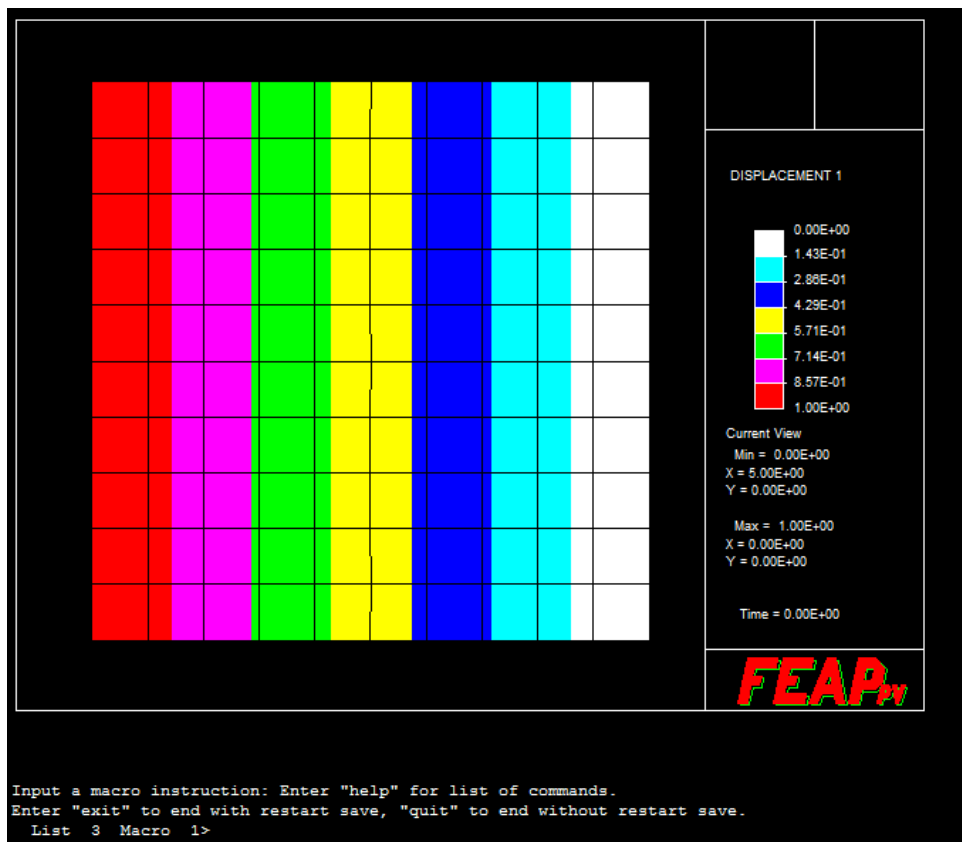 DISPLACEMENT 1
0.00E+00
1.43E-01
2.86E-01
4.29E-01
5.71E-01
7.14E-01
8.57E-01
1.00E+00
Current View
Min = 0.00E+00
X = 5.00E+00
Y = 0.00E+00
Max = 1.00E+00
X = 0.00E+00
Y = 0.00E+00
Time = 0.00E+00
FEAPpv
Input a macro instruction: Enter "help" for list of commands.
Enter "exit" to end with restart save, "quit" to end without restart save.
List 3 Macro 1>